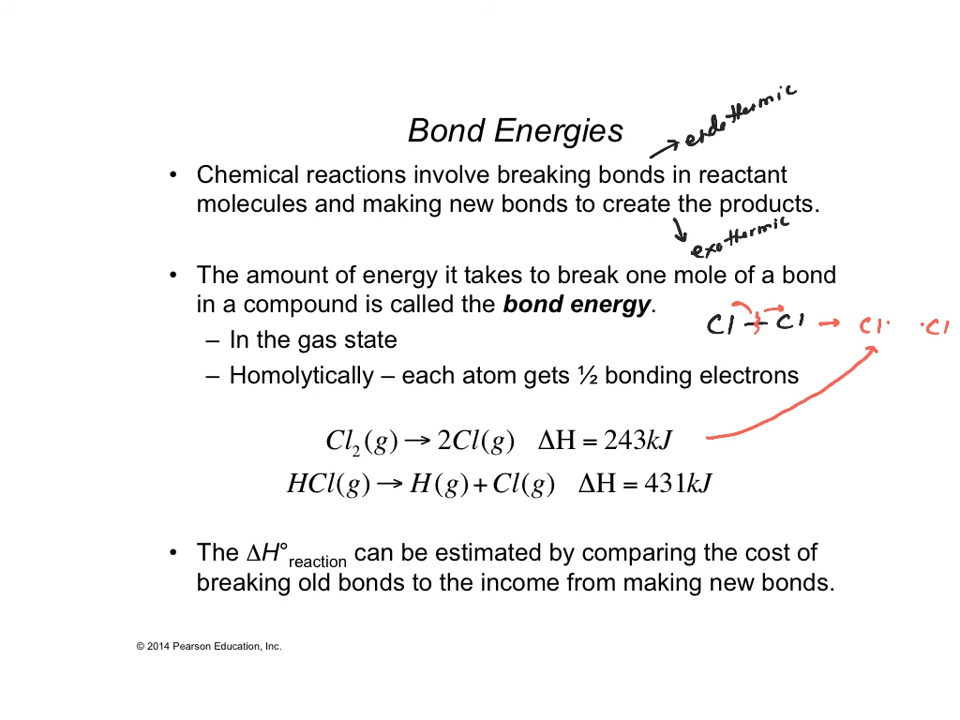 Bond Energies
endothermic
• Chemical reactions involve breaking bonds in reactant
molecules and making new bonds to create the products.
exothermic
• The amount of energy it takes to break one mole of a bond
in a compound is called the bond energy.
Cl – Cl → Cl· ·Cl
– In the gas state
– Homolytically – each atom gets ½ bonding electrons
Cl₂(g) → 2Cl(g) ΔH = 243kJ
HCl(g) → H(g) + Cl(g) ΔH = 431kJ
• The ΔH°reaction can be estimated by comparing the cost of
breaking old bonds to the income from making new bonds.
© 2014 Pearson Education, Inc.